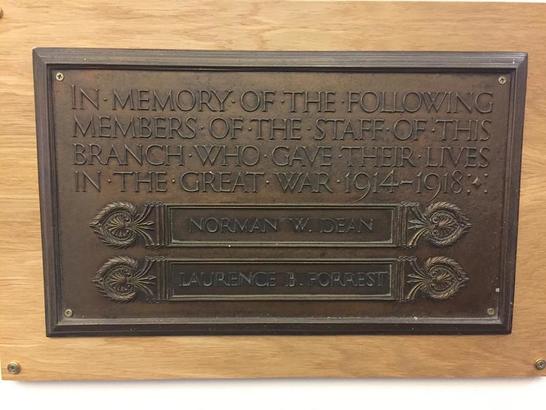 IN·MEMORY·OF·THE·FOLLOWING
MEMBERS·OF·THE·STAFF·OF·THIS
BRANCH·WHO·GAVE·THEIR·LIVES
IN·THE·GREAT·WAR·1914-1918
NORMAN W. DEAN
LAURENCE B. FORREST